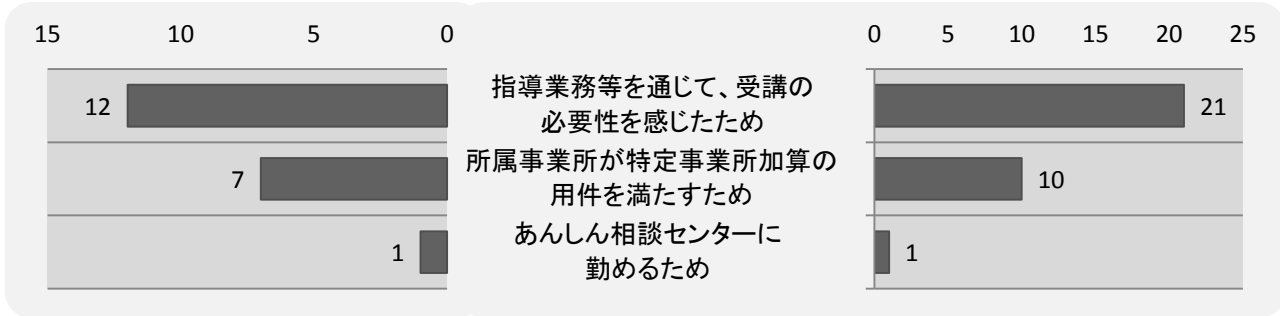 15 10 5 0
0 5 10 15 20 25
指導業務等を通じて、受講の
必要性を感じたため
12
21
所属事業所が特定事業所加算の
用件を満たすため
7
10
あんしん相談センターに
勤めるため
1
1